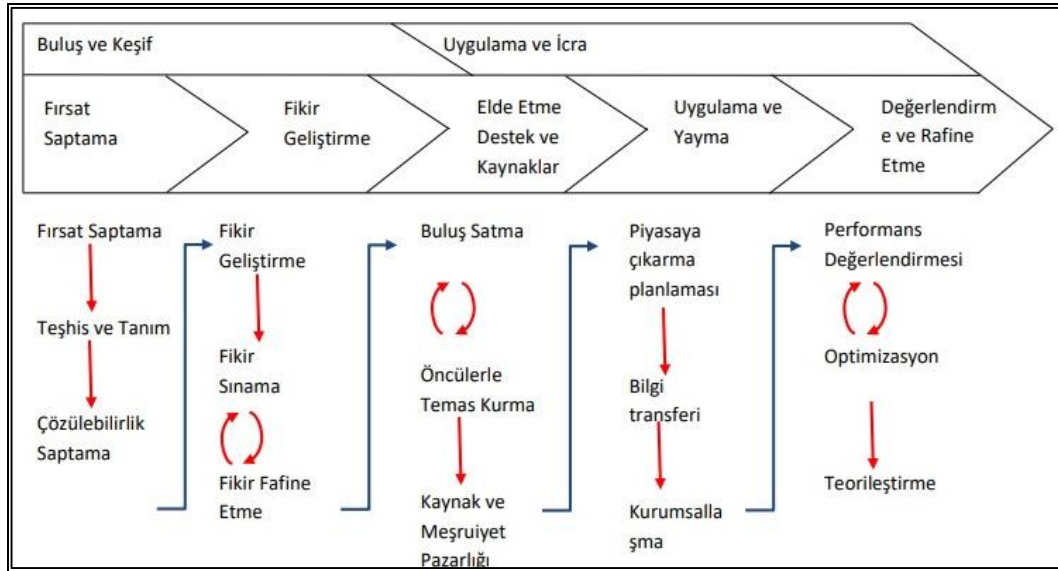 Buluş ve Keşif
Uygulama ve İcra
Fırsat
Saptama
Fikir
Geliştirme
Elde Etme
Destek ve
Kaynaklar
Uygulama ve
Yayma
Değerlendirm
e ve Rafine
Etme
Fırsat Saptama
Teşhis ve Tanım
Çözülebilirlik
Saptama
Fikir
Geliştirme
Fikir
Sınama
Fikir Fafine
Etme
Buluş Satma
Öncülerle
Temas Kurma
Kaynak ve
Meşruiyet
Pazarlığı
Piyasaya
çıkarma
planlaması
Bilgi
transferi
Kurumsalla
şma
Performans
Değerlendirmesi
Optimizasyon
Teorileştirme